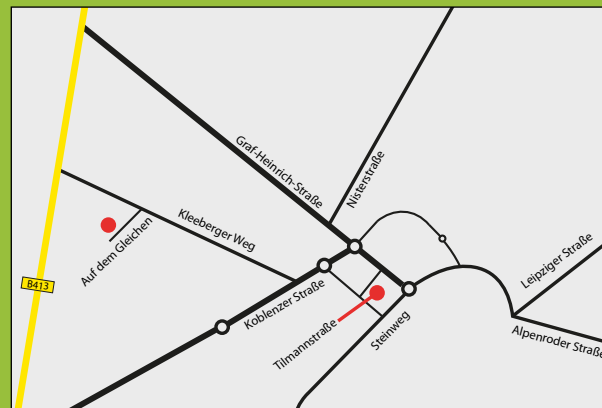 Graf-Heinrich-Straße
Nisterstraße
Kleeberger Weg
Auf dem Gleichen
B413
Koblenzer Straße
Tilmannstraße
Steinweg
Leipziger Straße
Alpenroder Straße